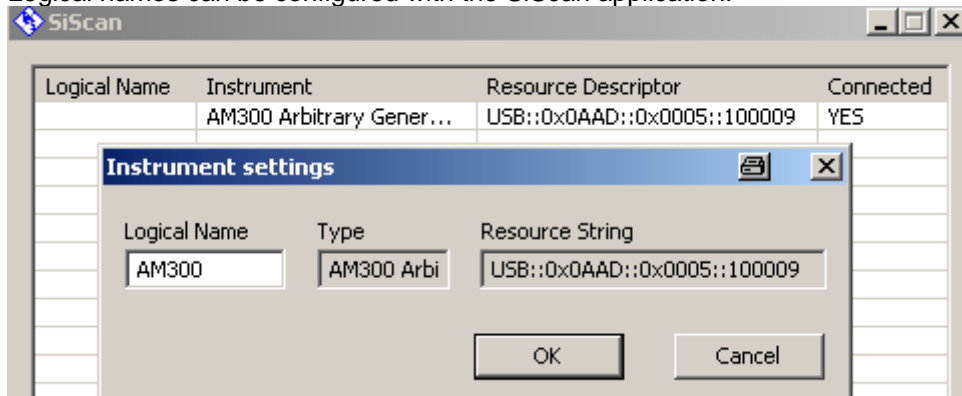 Logical names can be configured with the SiScan application.
SiScan
Logical Name Instrument Resource Descriptor Connected
AM300 Arbitrary Gener... USB::0x0AAD::0x0005::100009 YES
Instrument settings
Logical Name Type Resource String
AM300 AM300 Arbi USB::0x0AAD::0x0005::100009
OK Cancel